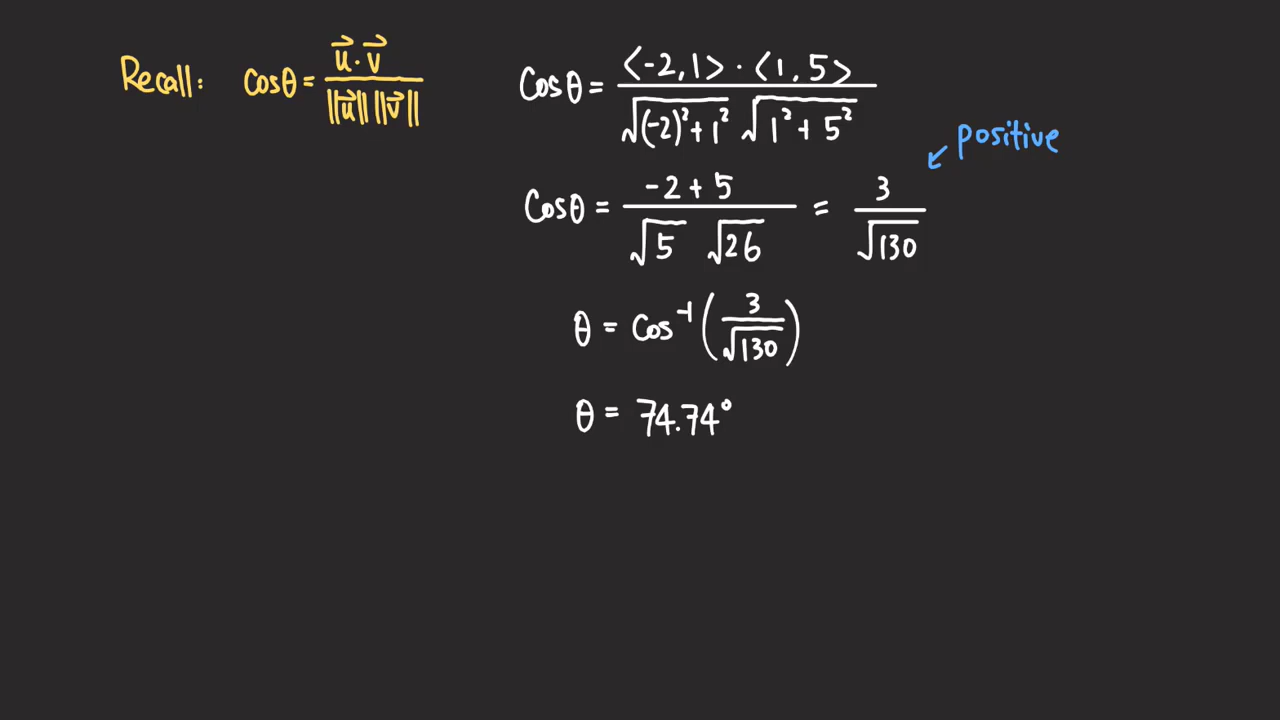 Recall: cosθ = u⃗·v⃗ / ‖u⃗‖ ‖v⃗‖
Cosθ = ⟨-2, 1⟩ · ⟨1, 5⟩ / √((-2)² + 1²) √(1² + 5²)
positive
Cosθ = -2 + 5 / √5 √26 = 3 / √130
θ = Cos⁻¹(3 / √130)
θ = 74.74°